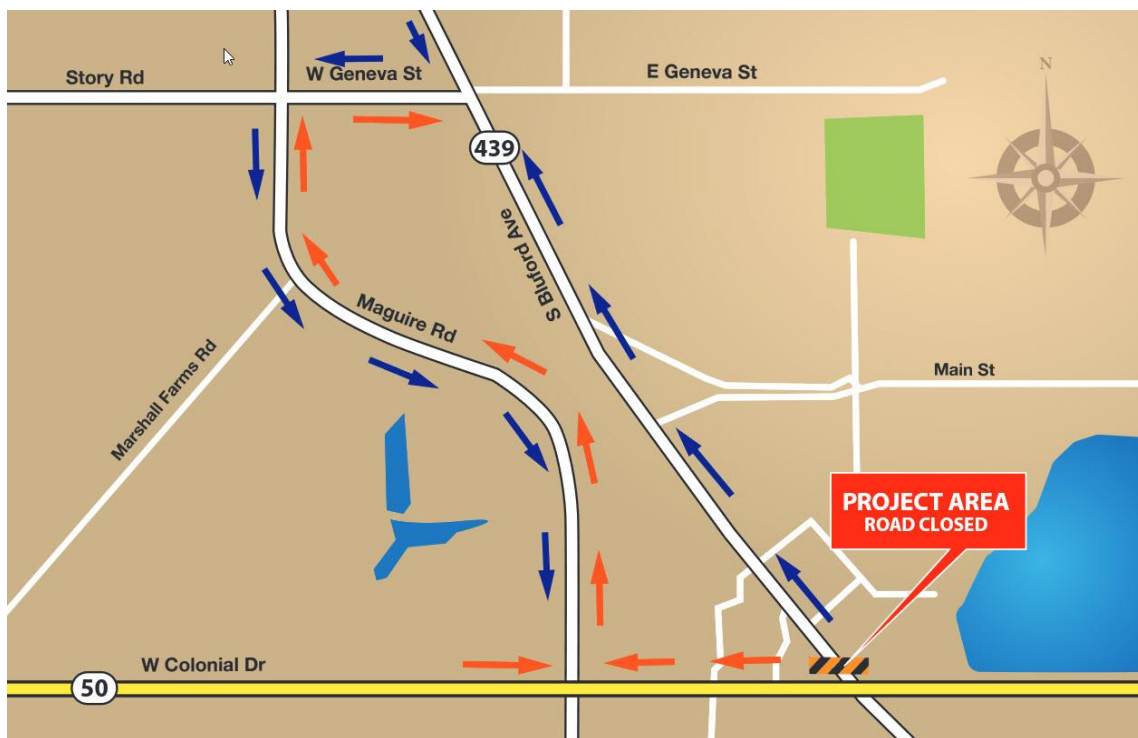 N
Story Rd
W Geneva St
E Geneva St
439
S Bluford Ave
Maguire Rd
Marshall Farms Rd
Main St
PROJECT AREA
ROAD CLOSED
W Colonial Dr
50